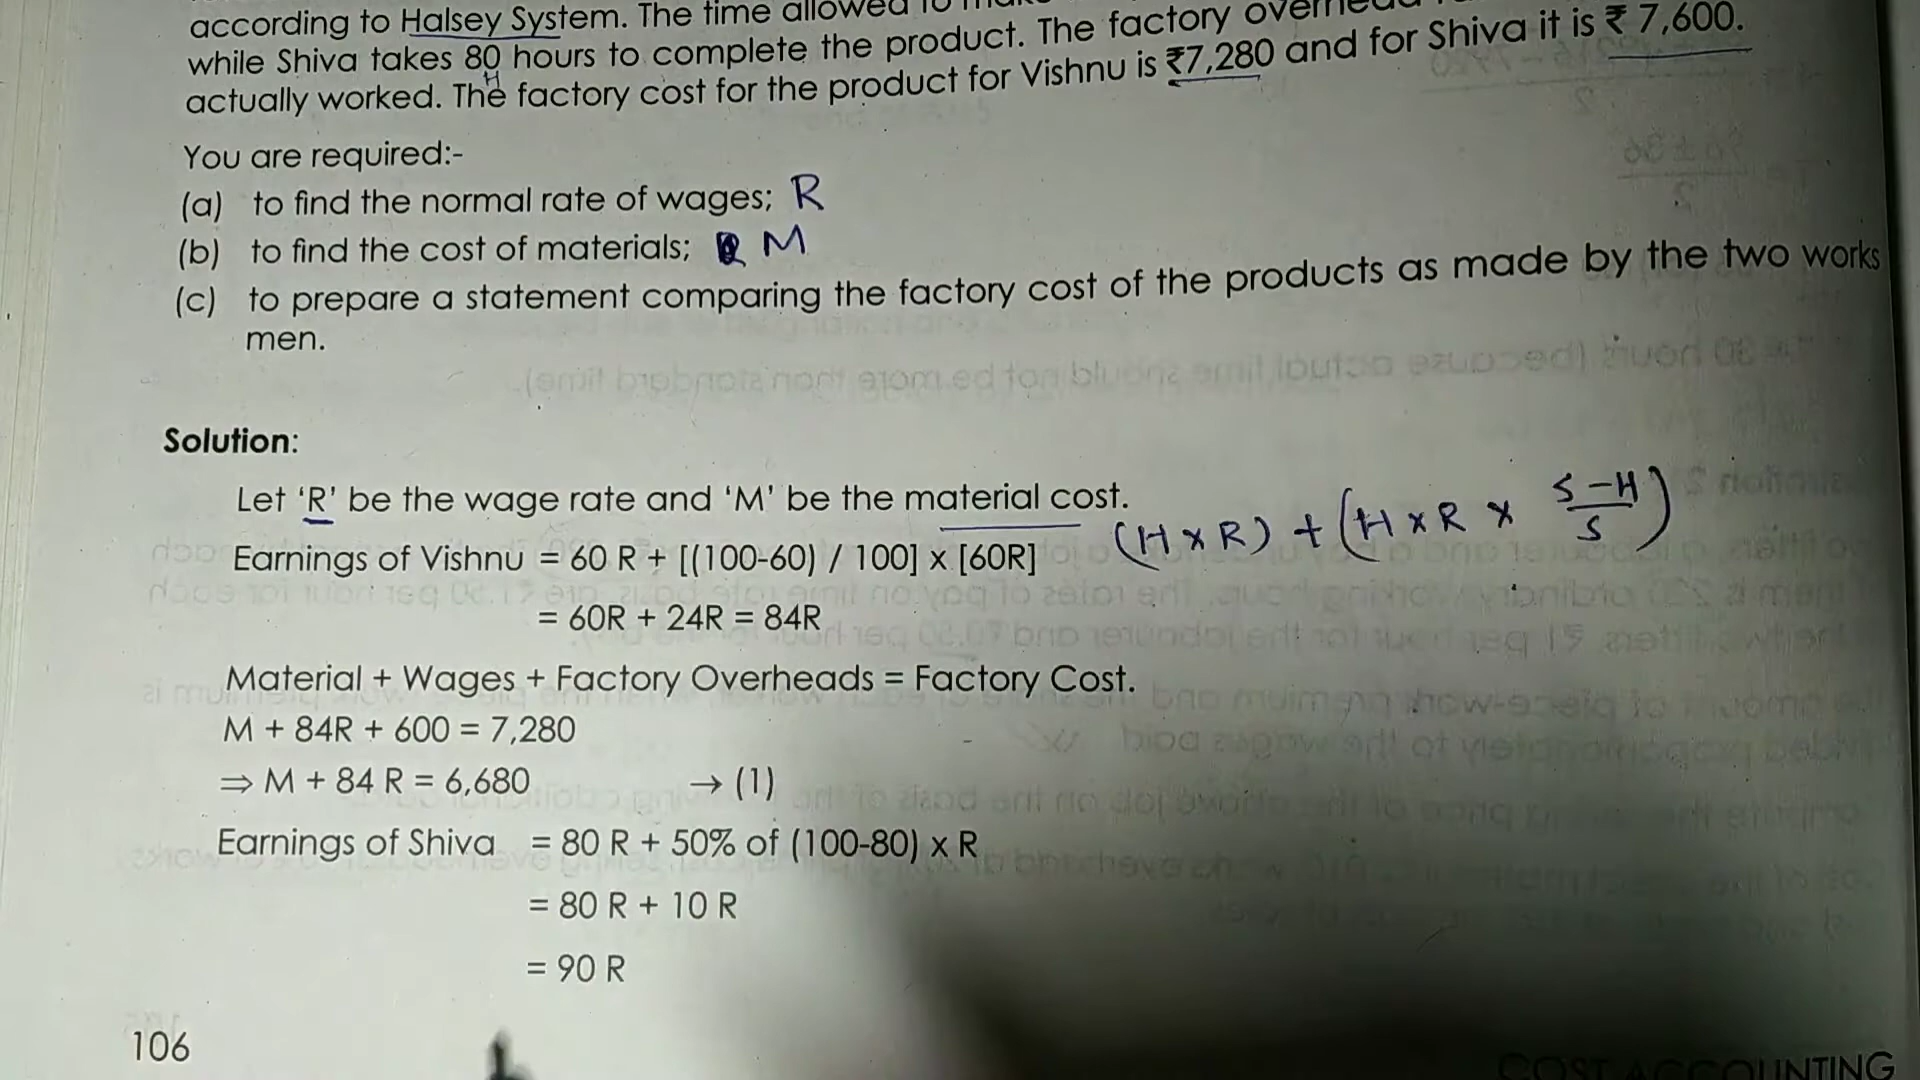 according to Halsey System. The time allowed to
while Shiva takes 80 hours to complete the product. The factory
H
actually worked. The factory cost for the product for Vishnu is ₹7,280 and for Shiva it is ₹ 7,600.
You are required:-
(a) to find the normal rate of wages; R
(b) to find the cost of materials; M
(c) to prepare a statement comparing the factory cost of the products as made by the two works
men.
Solution:
Let 'R' be the wage rate and 'M' be the material cost.
(H x R) + (H x R x S-H/S)
Earnings of Vishnu = 60 R + [(100-60) / 100] x [60R]
= 60R + 24R = 84R
Material + Wages + Factory Overheads = Factory Cost.
M + 84R + 600 = 7,280
⇒ M + 84 R = 6,680 → (1)
Earnings of Shiva = 80 R + 50% of (100-80) x R
= 80 R + 10 R
= 90 R
106
COST ACCOUNTING